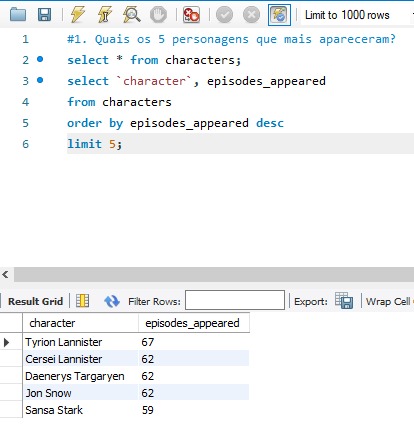 Limit to 1000 rows
1 #1. Quais os 5 personagens que mais apareceram?
2 select * from characters;
3 select `character`, episodes_appeared
4 from characters
5 order by episodes_appeared desc
6 limit 5;
Result Grid Filter Rows: Export: Wrap Cell
character episodes_appeared
Tyrion Lannister 67
Cersei Lannister 62
Daenerys Targaryen 62
Jon Snow 62
Sansa Stark 59